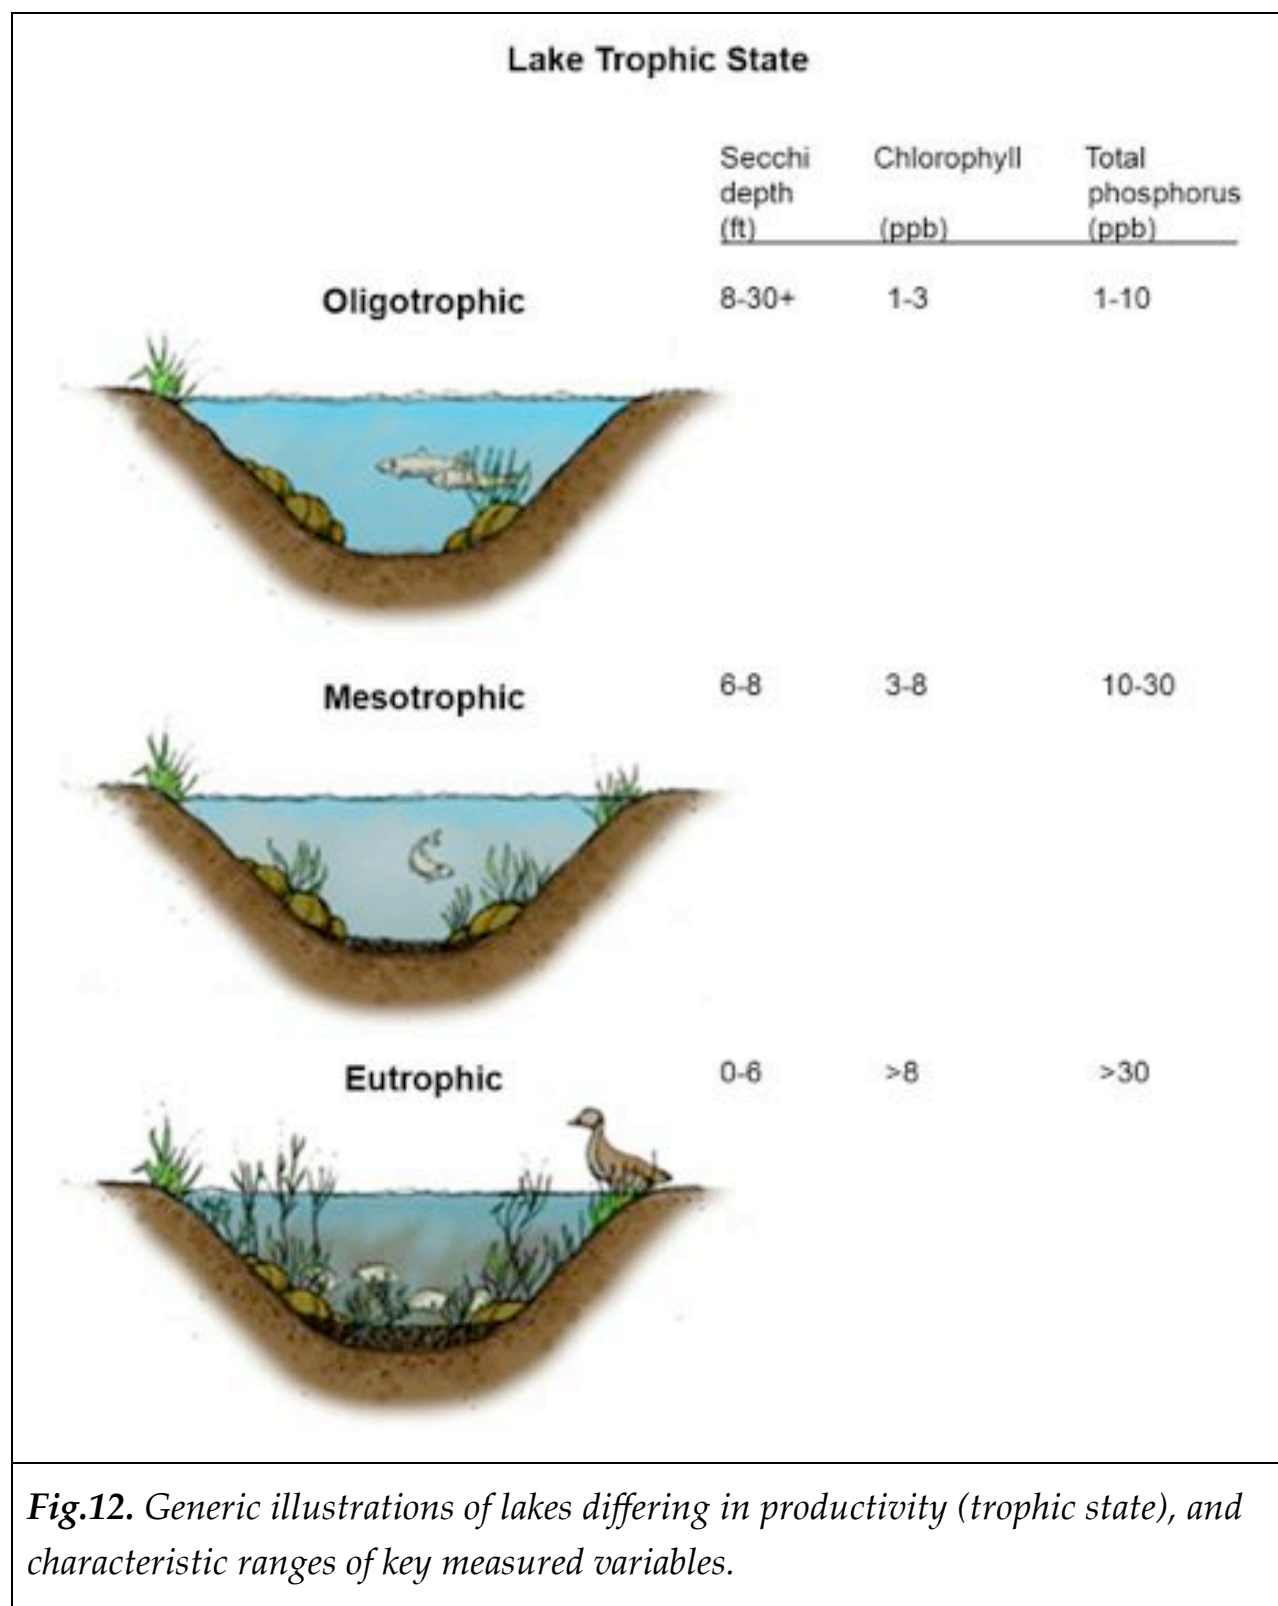 Lake Trophic State
Secchi depth (ft)
Chlorophyll (ppb)
Total phosphorus (ppb)
Oligotrophic 8-30+ 1-3 1-10
Mesotrophic 6-8 3-8 10-30
Eutrophic 0-6 >8 >30
Fig.12. Generic illustrations of lakes differing in productivity (trophic state), and
characteristic ranges of key measured variables.